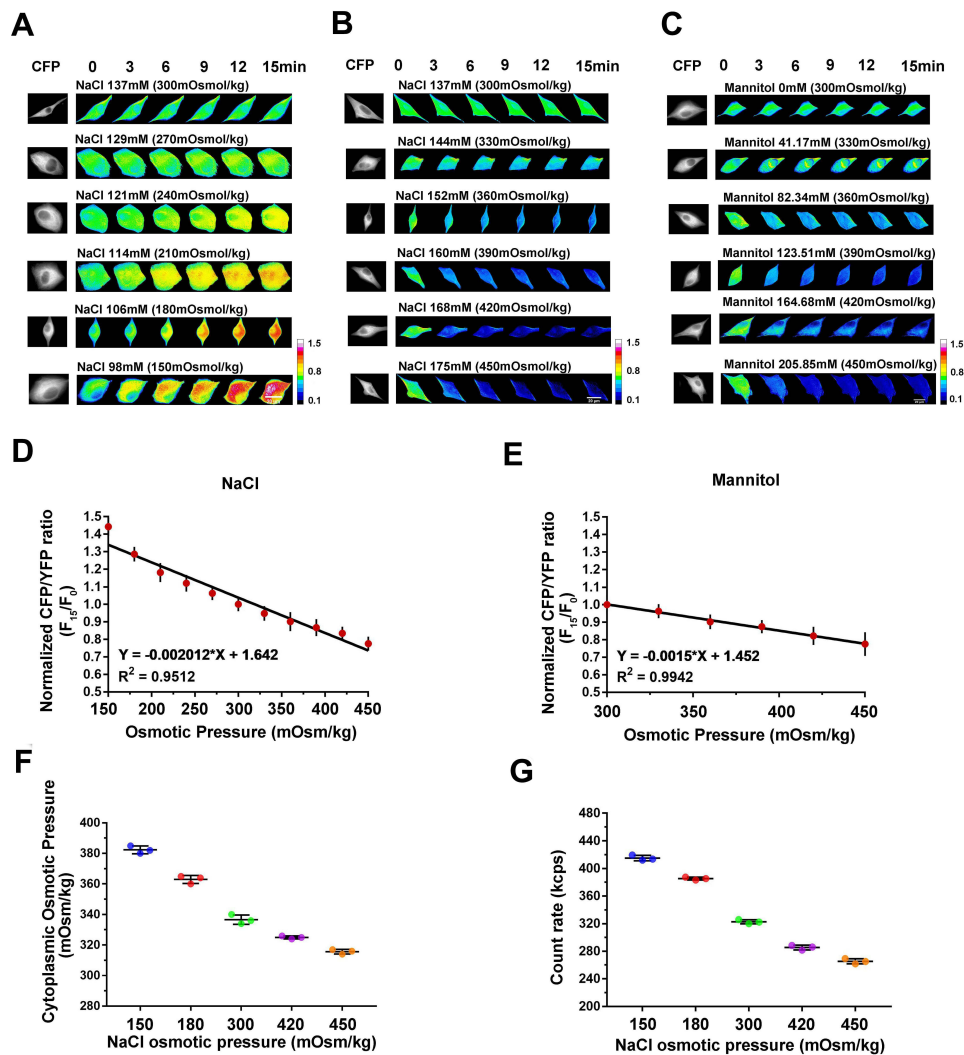 A
B
C
CFP 0 3 6 9 12 15min
CFP 0 3 6 9 12 15min
CFP 0 3 6 9 12 15min
NaCl 137mM (300mOsmol/kg)
NaCl 129mM (270mOsmol/kg)
NaCl 121mM (240mOsmol/kg)
NaCl 114mM (210mOsmol/kg)
NaCl 106mM (180mOsmol/kg)
NaCl 98mM (150mOsmol/kg)
1.5
0.8
0.1
NaCl 137mM (300mOsmol/kg)
NaCl 144mM (330mOsmol/kg)
NaCl 152mM (360mOsmol/kg)
NaCl 160mM (390mOsmol/kg)
NaCl 168mM (420mOsmol/kg)
NaCl 175mM (450mOsmol/kg)
1.5
0.8
0.1
Mannitol 0mM (300mOsmol/kg)
Mannitol 41.17mM (330mOsmol/kg)
Mannitol 82.34mM (360mOsmol/kg)
Mannitol 123.51mM (390mOsmol/kg)
Mannitol 164.68mM (420mOsmol/kg)
Mannitol 205.85mM (450mOsmol/kg)
1.5
0.8
0.1
D
NaCl
Normalized CFP/YFP ratio
(F15/F0)
1.5
1.4
1.3
1.2
1.1
1.0
0.9
0.8
0.7
0.6
0.5
Y = -0.002012*X + 1.642
R2 = 0.9512
150 200 250 300 350 400 450
Osmotic Pressure (mOsm/kg)
E
Mannitol
Normalized CFP/YFP ratio
(F15/F0)
1.5
1.4
1.3
1.2
1.1
1.0
0.9
0.8
0.7
0.6
0.5
Y = -0.0015*X + 1.452
R2 = 0.9942
300 350 400 450
Osmotic Pressure (mOsm/kg)
F
Cytoplasmic Osmotic Pressure
(mOsm/kg)
400
380
360
340
320
300
280
150 180 300 420 450
NaCl osmotic pressure (mOsm/kg)
G
Count rate (kcps)
480
440
400
360
320
280
240
200
150 180 300 420 450
NaCl osmotic pressure (mOsm/kg)